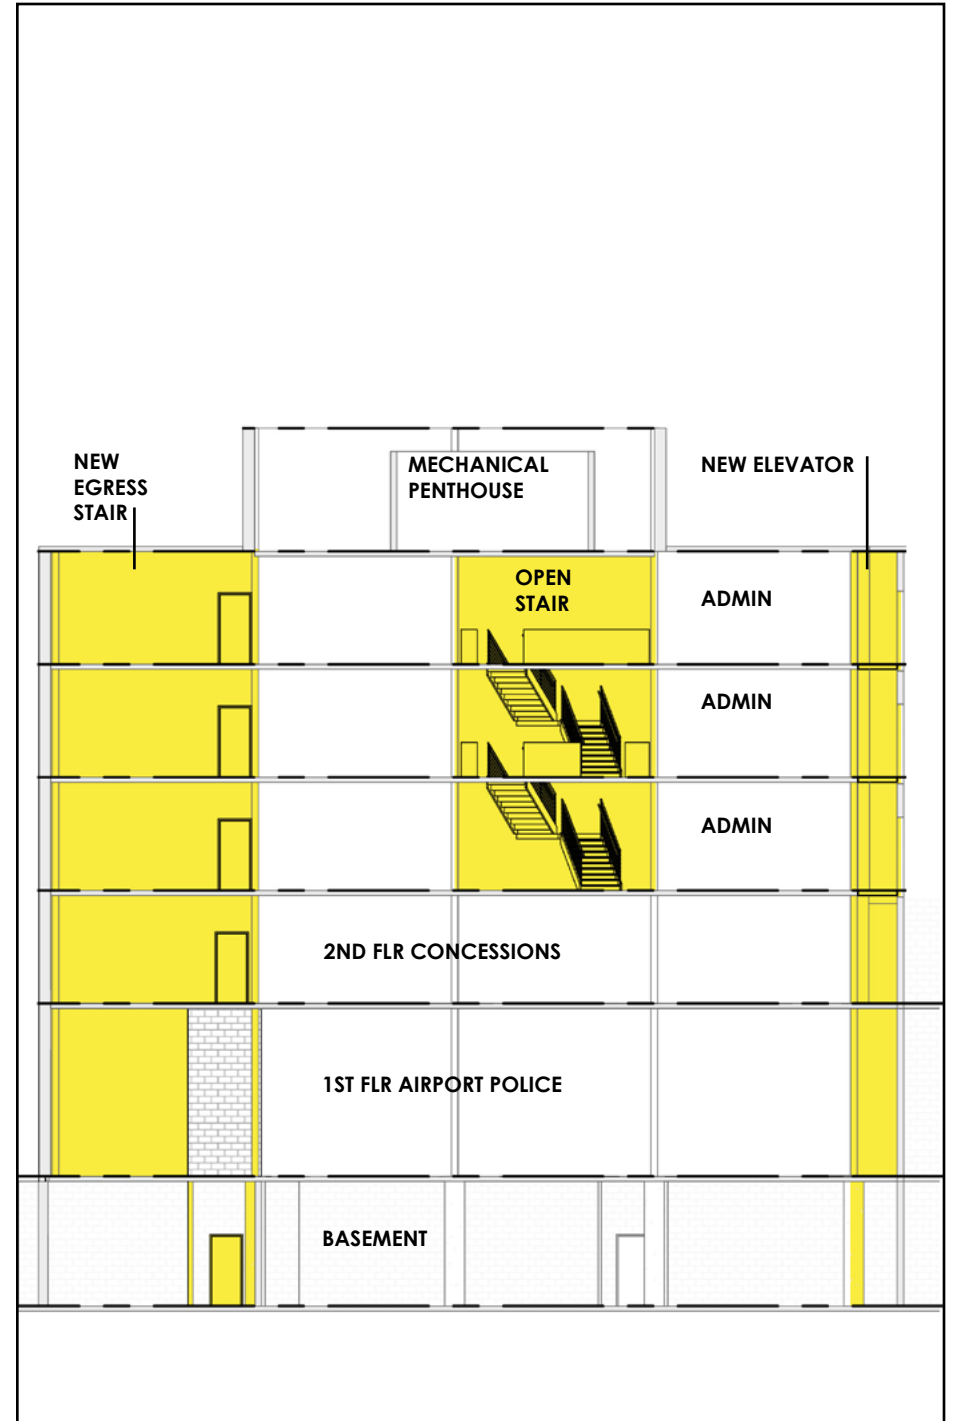 NEW
EGRESS
STAIR
MECHANICAL
PENTHOUSE
NEW ELEVATOR
OPEN
STAIR
ADMIN
ADMIN
ADMIN
2ND FLR CONCESSIONS
1ST FLR AIRPORT POLICE
BASEMENT